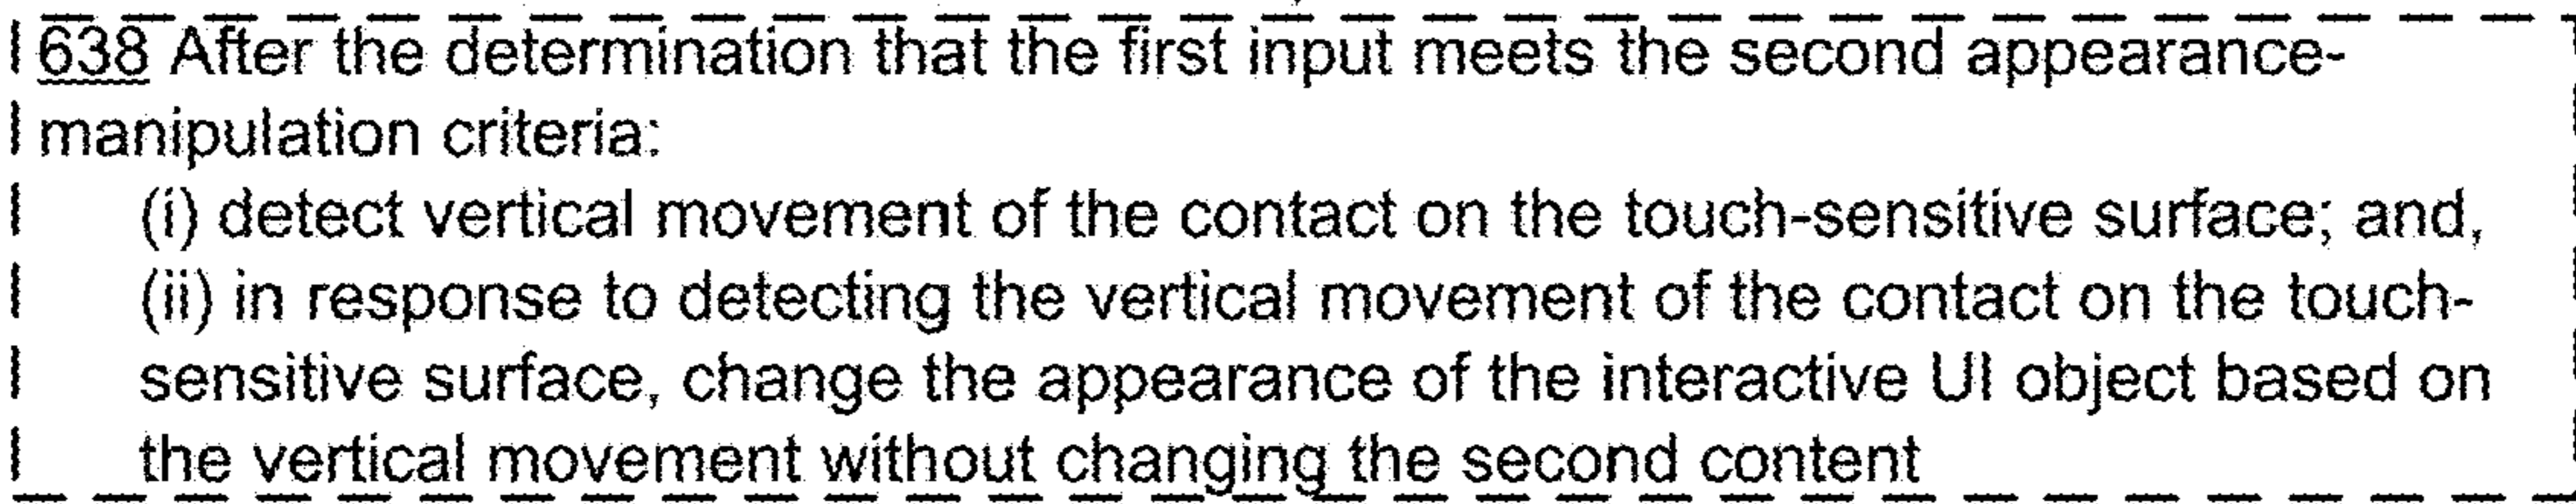 638 After the determination that the first input meets the second appearance-
manipulation criteria:
(i) detect vertical movement of the contact on the touch-sensitive surface; and,
(ii) in response to detecting the vertical movement of the contact on the touch-
sensitive surface, change the appearance of the interactive UI object based on
the vertical movement without changing the second content